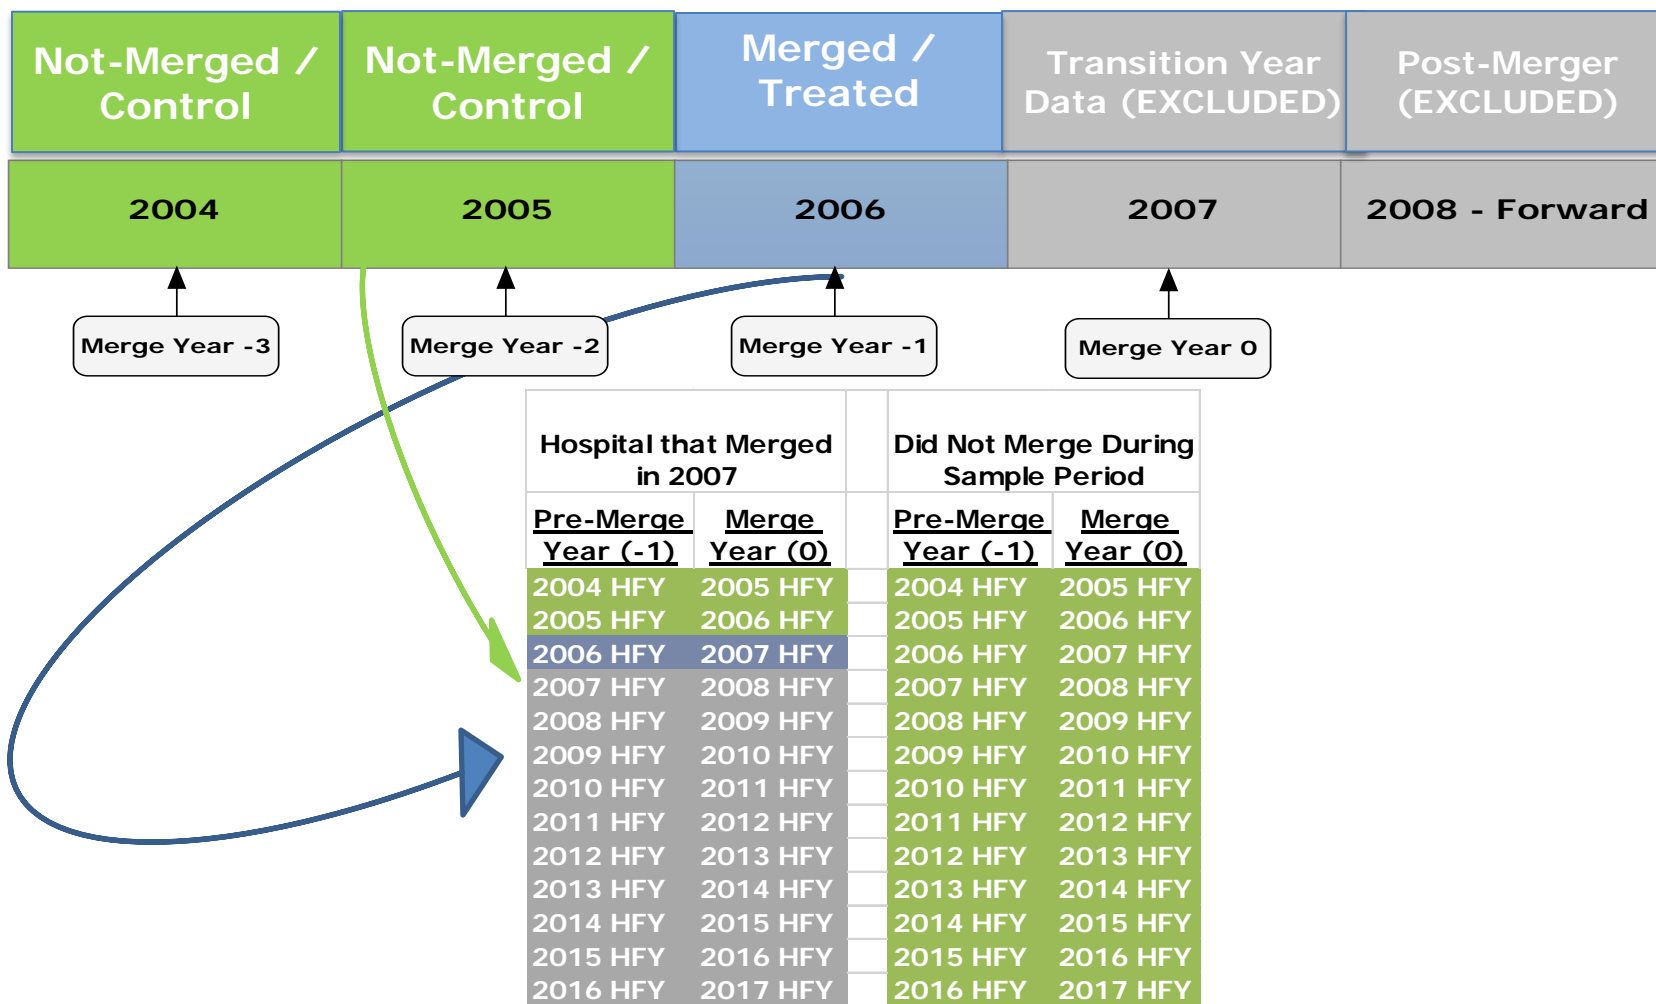 Not-Merged /
Control
Not-Merged /
Control
Merged /
Treated
Transition Year
Data (EXCLUDED)
Post-Merger
(EXCLUDED)
2004
2005
2006
2007
2008 - Forward
Merge Year -3
Merge Year -2
Merge Year -1
Merge Year 0
Hospital that Merged
in 2007
Did Not Merge During
Sample Period
Pre-Merge
Year (-1)
Merge
Year (0)
Pre-Merge
Year (-1)
Merge
Year (0)
2004 HFY 2005 HFY 2004 HFY 2005 HFY
2005 HFY 2006 HFY 2005 HFY 2006 HFY
2006 HFY 2007 HFY 2006 HFY 2007 HFY
2007 HFY 2008 HFY 2007 HFY 2008 HFY
2008 HFY 2009 HFY 2008 HFY 2009 HFY
2009 HFY 2010 HFY 2009 HFY 2010 HFY
2010 HFY 2011 HFY 2010 HFY 2011 HFY
2011 HFY 2012 HFY 2011 HFY 2012 HFY
2012 HFY 2013 HFY 2012 HFY 2013 HFY
2013 HFY 2014 HFY 2013 HFY 2014 HFY
2014 HFY 2015 HFY 2014 HFY 2015 HFY
2015 HFY 2016 HFY 2015 HFY 2016 HFY
2016 HFY 2017 HFY 2016 HFY 2017 HFY